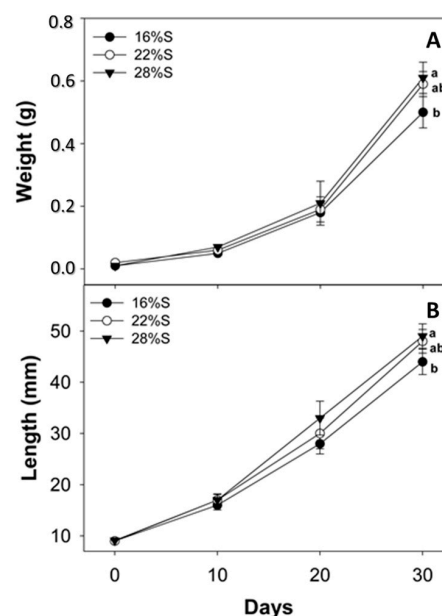 0.8
A
16%S
22%S
28%S
a
ab
b
0.6
0.4
0.2
0.0
Weight (g)
B
16%S
22%S
28%S
a
ab
b
50
40
30
20
10
Length (mm)
0 10 20 30
Days